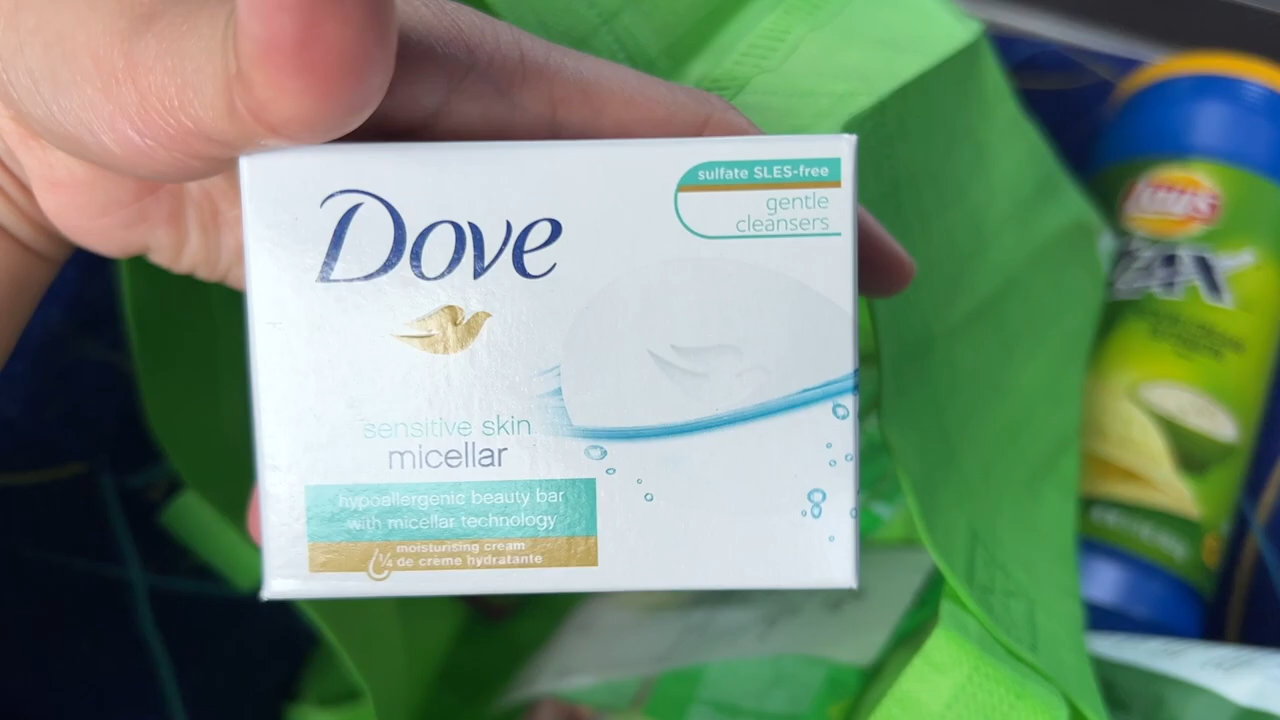 Dove
sulfate SLES-free
gentle
cleansers
sensitive skin
micellar
hypoallergenic beauty bar
with micellar technology
moisturising cream
¼ de crème hydratante
Lay's